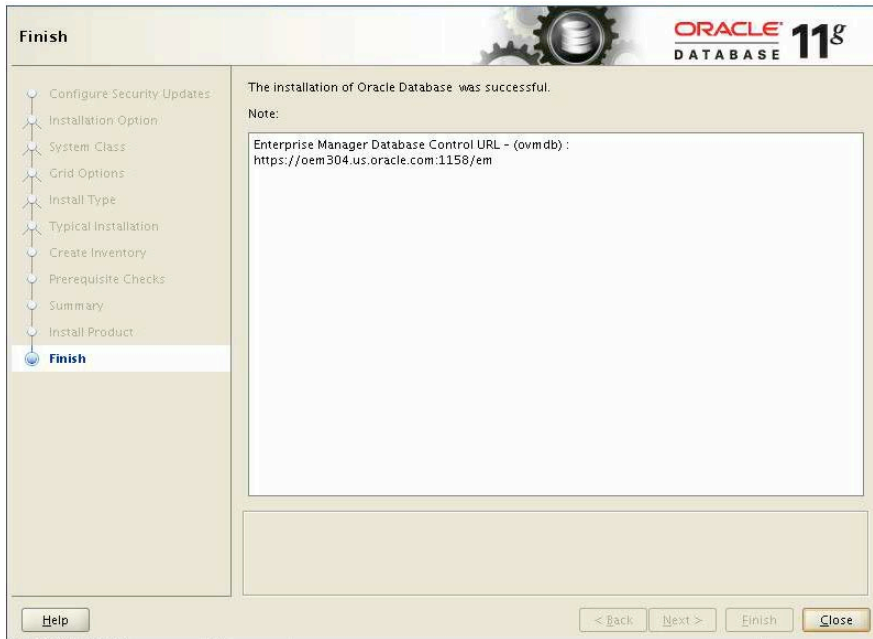 Finish
ORACLE
DATABASE
11g
Configure Security Updates
Installation Option
System Class
Grid Options
Install Type
Typical Installation
Create Inventory
Prerequisite Checks
Summary
Install Product
Finish
The installation of Oracle Database was successful.
Note:
Enterprise Manager Database Control URL - (ovmdb) :
https://oem304.us.oracle.com:1158/em
Help
< Back
Next >
Finish
Close